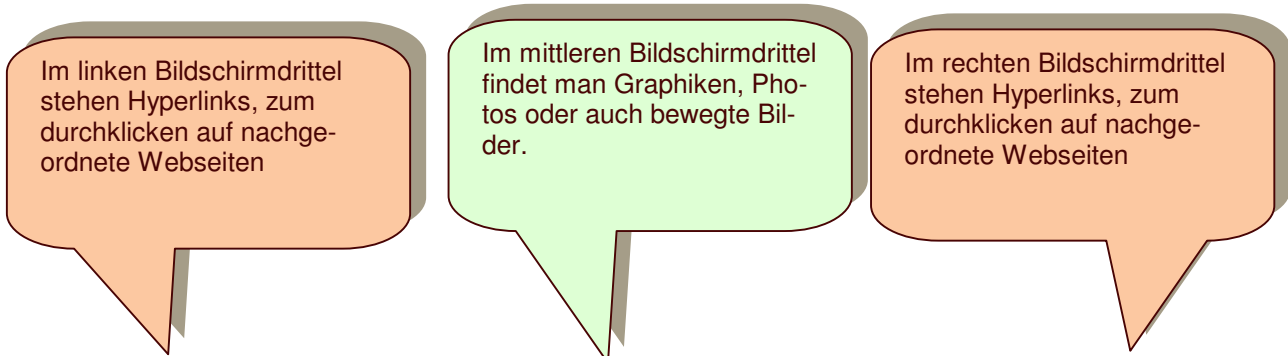 Im linken Bildschirmdrittel
stehen Hyperlinks, zum
durchklicken auf nachge-
ordnete Webseiten
Im mittleren Bildschirmdrittel
findet man Graphiken, Pho-
tos oder auch bewegte Bil-
der.
Im rechten Bildschirmdrittel
stehen Hyperlinks, zum
durchklicken auf nachge-
ordnete Webseiten